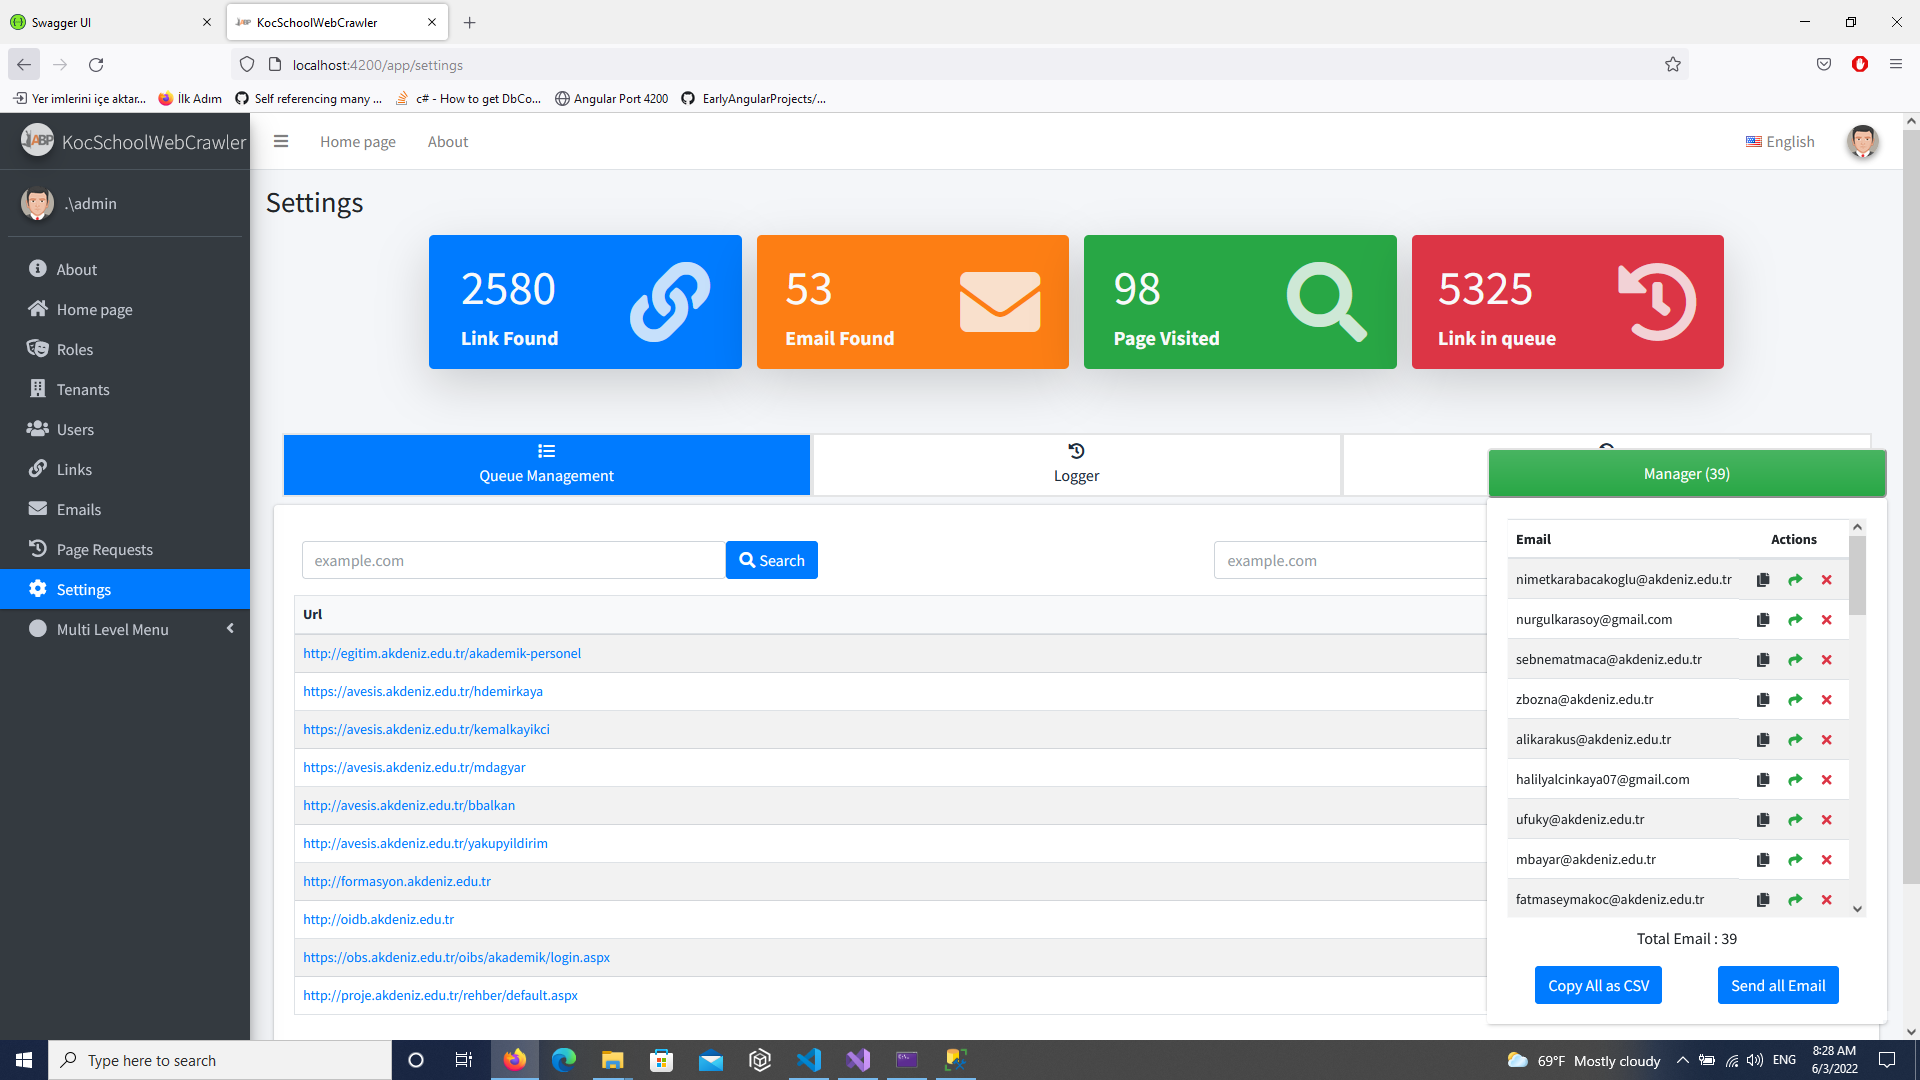 Swagger UI
KocSchoolWebCrawler
localhost:4200/app/settings
Yer imlerini içe aktar...
İlk Adım
Self referencing many ...
c# - How to get DbCo...
Angular Port 4200
EarlyAngularProjects/...
ABP
KocSchoolWebCrawler
Home page
About
English
.\admin
About
Home page
Roles
Tenants
Users
Links
Emails
Page Requests
Settings
Multi Level Menu
Settings
2580
Link Found
53
Email Found
98
Page Visited
5325
Link in queue
Queue Management
Logger
Manager (39)
example.com
Search
example.com
Url
http://egitim.akdeniz.edu.tr/akademik-personel
https://avesis.akdeniz.edu.tr/hdemirkaya
https://avesis.akdeniz.edu.tr/kemalkayikci
https://avesis.akdeniz.edu.tr/mdagyar
http://avesis.akdeniz.edu.tr/bbalkan
http://avesis.akdeniz.edu.tr/yakupyildirim
http://formasyon.akdeniz.edu.tr
http://oidb.akdeniz.edu.tr
https://obs.akdeniz.edu.tr/oibs/akademik/login.aspx
http://proje.akdeniz.edu.tr/rehber/default.aspx
Email Actions
nimetkarabacakoglu@akdeniz.edu.tr
nurgulkarasoy@gmail.com
sebnematmaca@akdeniz.edu.tr
zbozna@akdeniz.edu.tr
alikarakus@akdeniz.edu.tr
halilyalcinkaya07@gmail.com
ufuky@akdeniz.edu.tr
mbayar@akdeniz.edu.tr
fatmaseymakoc@akdeniz.edu.tr
Total Email : 39
Copy All as CSV
Send all Email
Type here to search
69°F Mostly cloudy
ENG
8:28 AM
6/3/2022